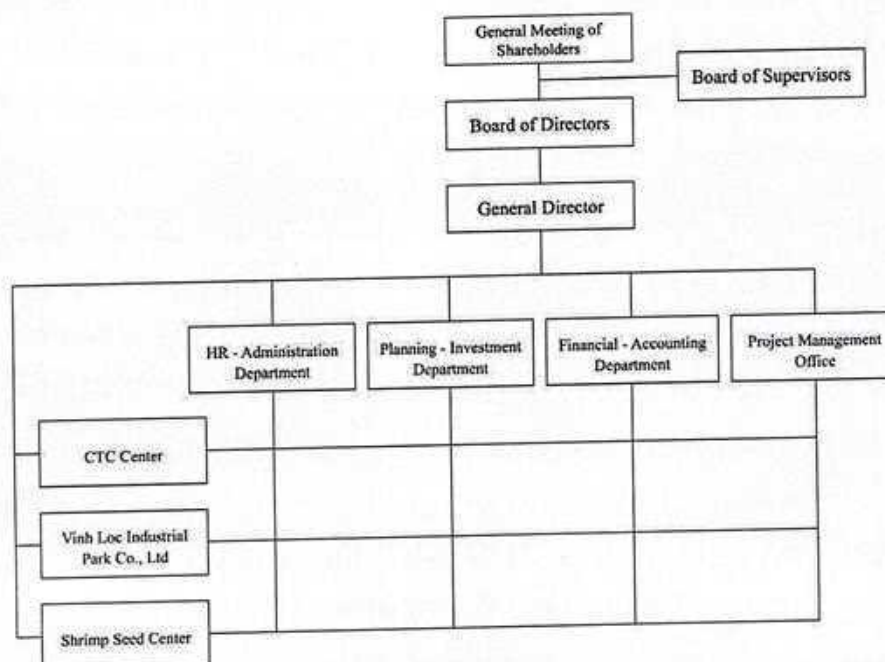 General Meeting of
Shareholders
Board of Supervisors
Board of Directors
General Director
HR - Administration
Department
Planning - Investment
Department
Financial - Accounting
Department
Project Management
Office
CTC Center
Vinh Loc Industrial
Park Co., Ltd
Shrimp Seed Center